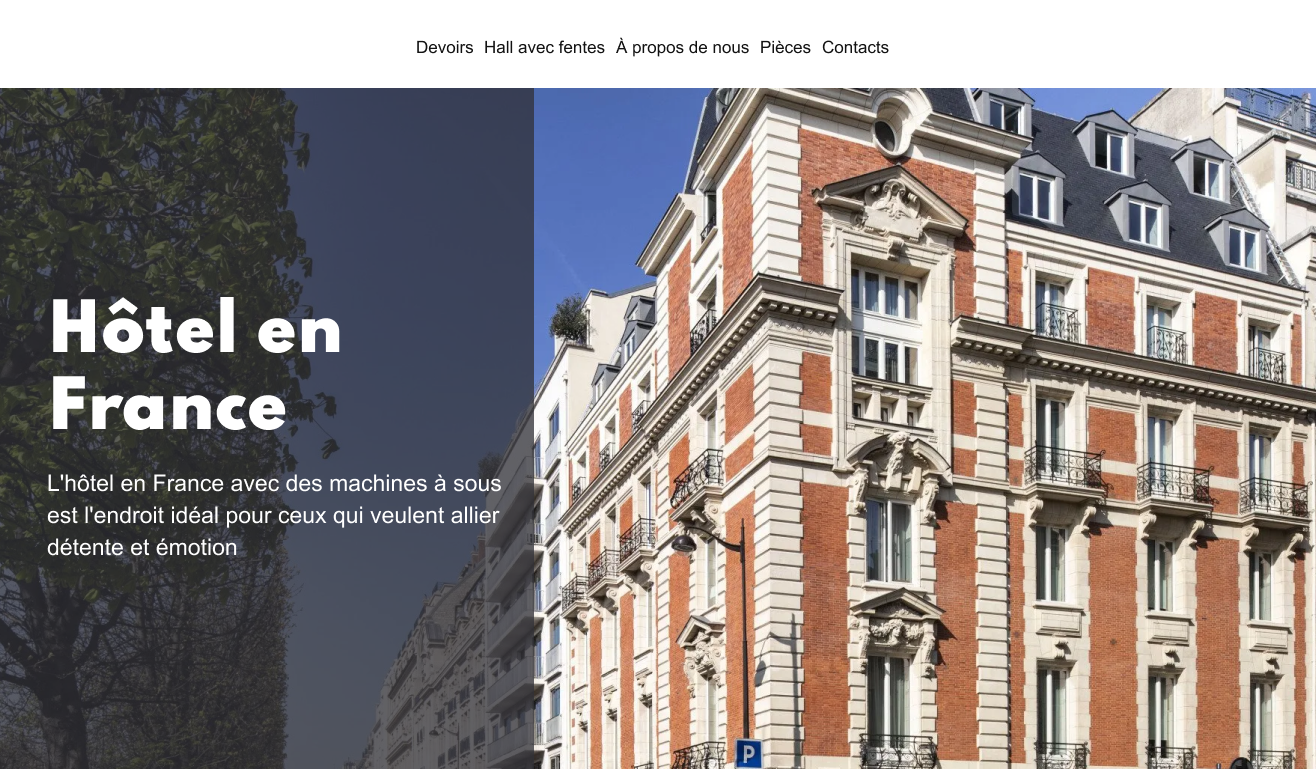 Devoirs Hall avec fentes À propos de nous Pièces Contacts
Hôtel en
France
L'hôtel en France avec des machines à sous
est l'endroit idéal pour ceux qui veulent allier
détente et émotion
P